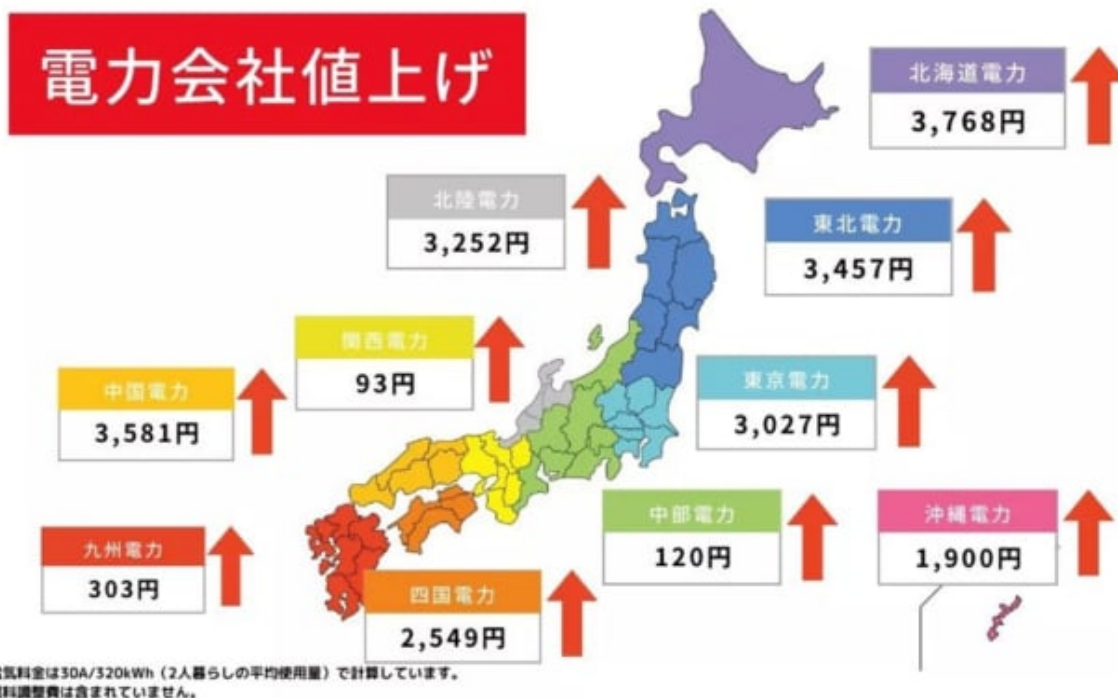 電力会社値上げ
北海道電力
3,768円
北陸電力
3,252円
東北電力
3,457円
関西電力
93円
中国電力
3,581円
東京電力
3,027円
中部電力
120円
沖縄電力
1,900円
九州電力
303円
四国電力
2,549円
気料金は30A/320kWh（2人暮らしの平均使用量）で計算しています。
料調整費は含まれていません。